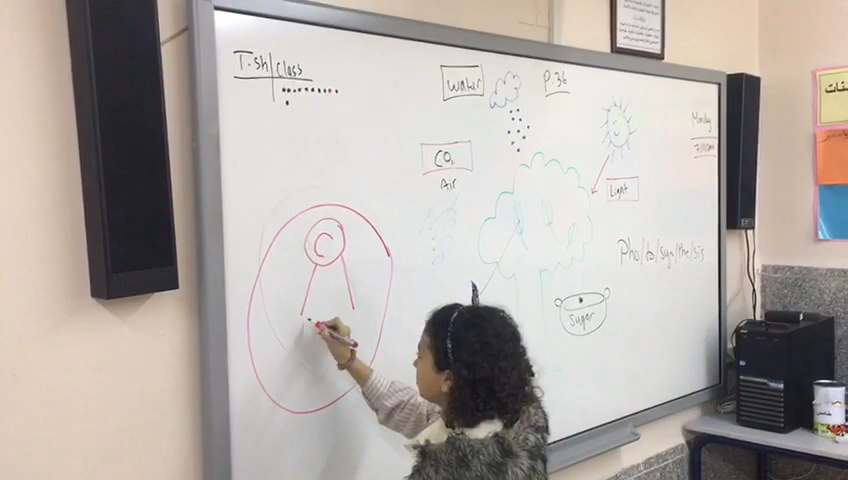 T-sh/class
Water
P.36
CO₂
Air
Light
Monday
Pho/to/syn/the/sis
C
Sugar